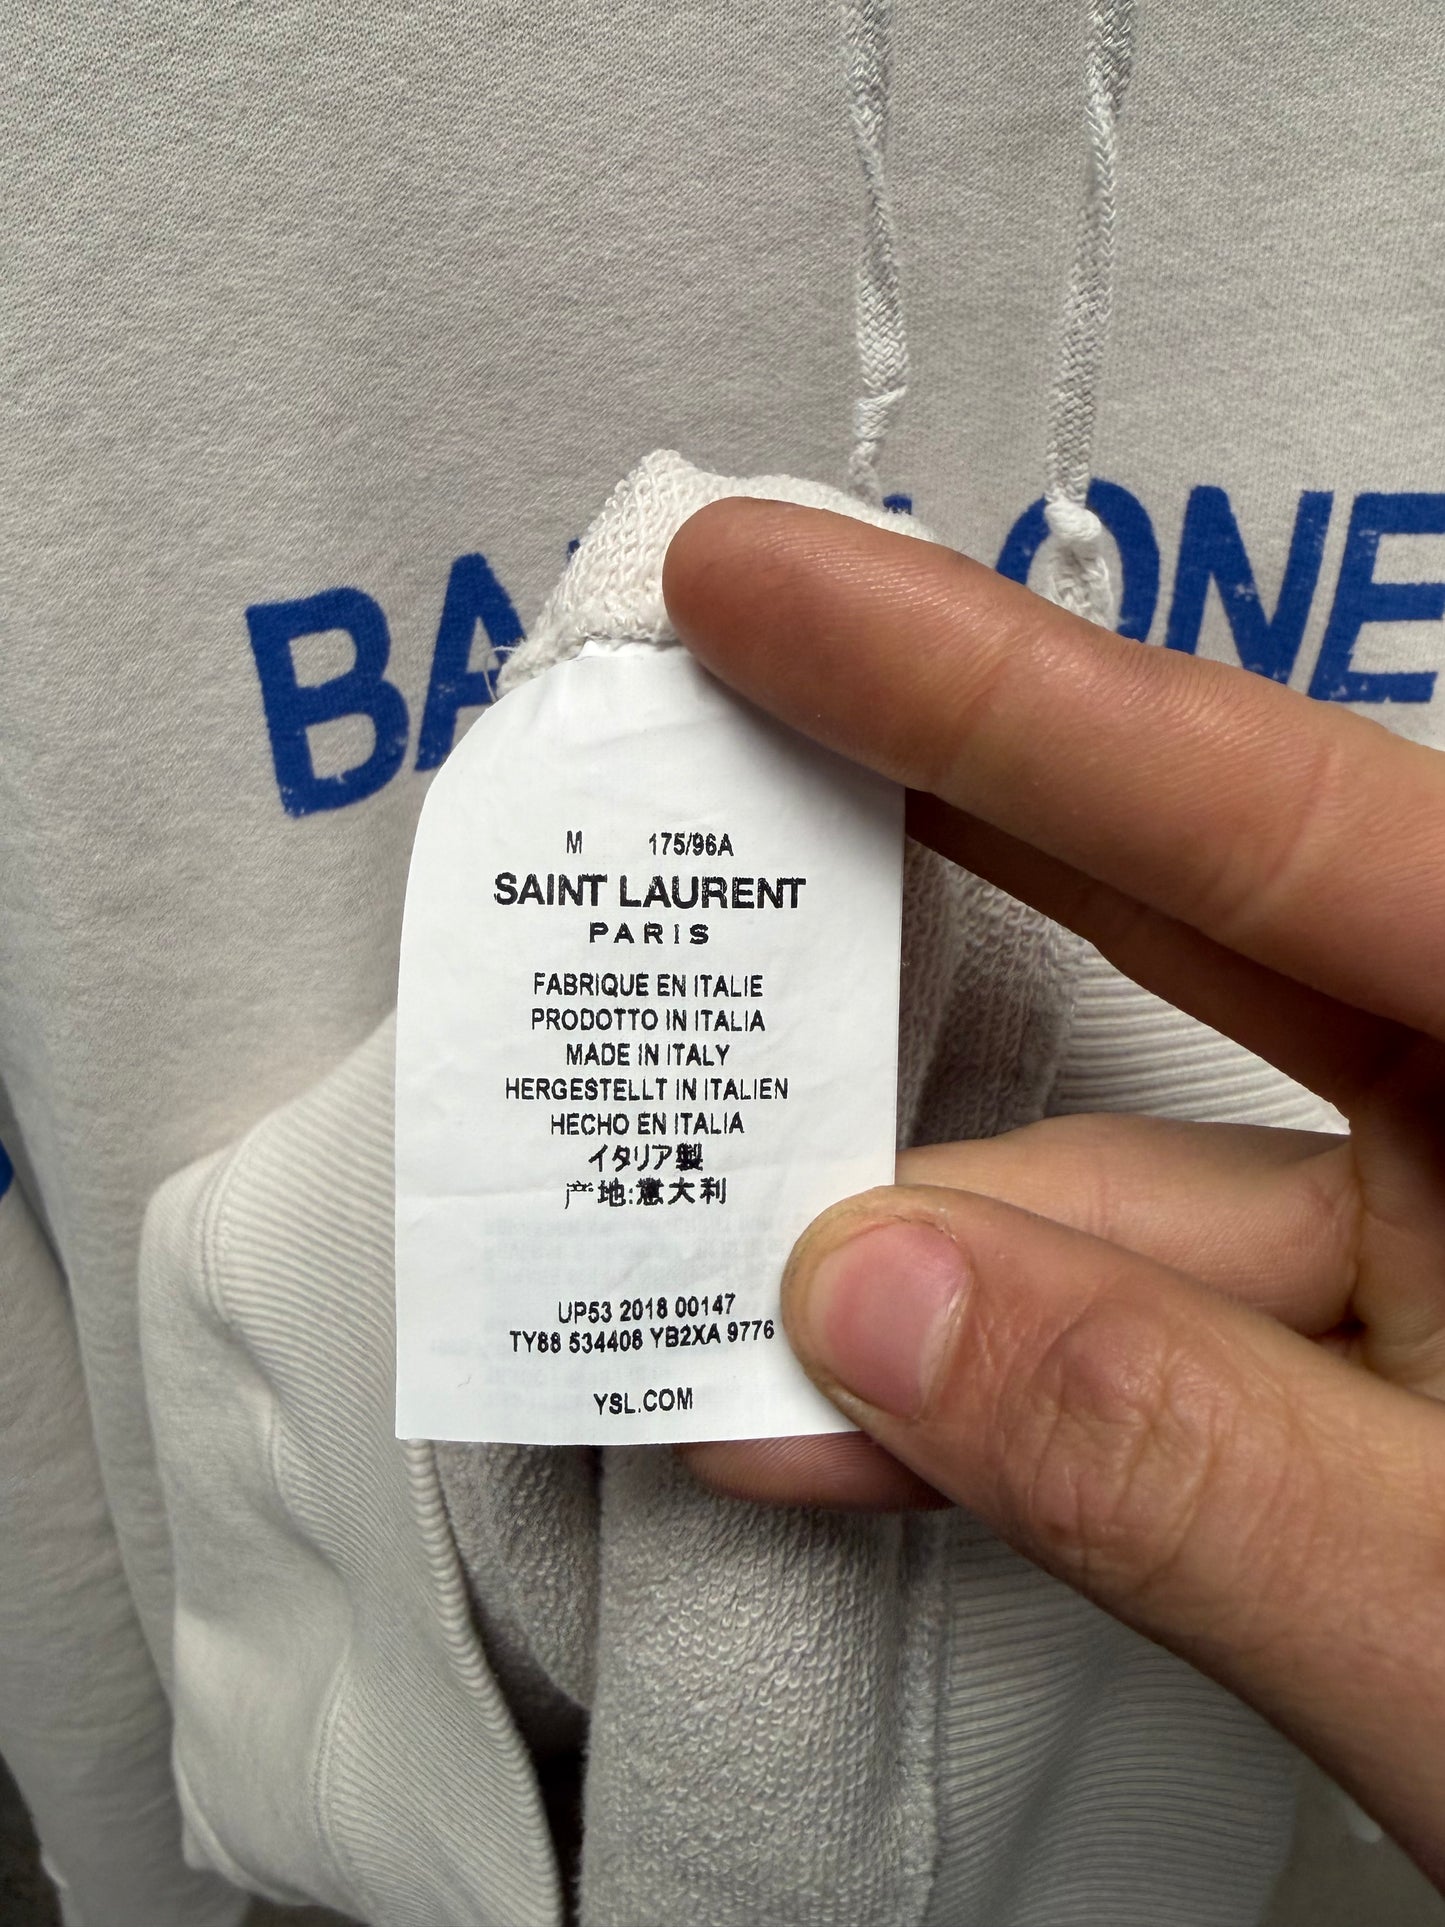 BA LONE
M 175/96A
SAINT LAURENT
PARIS
FABRIQUE EN ITALIE
PRODOTTO IN ITALIA
MADE IN ITALY
HERGESTELLT IN ITALIEN
HECHO EN ITALIA
イタリア製
产地:意大利
UP53 2018 00147
TY88 534408 YB2XA 9776
YSL.COM